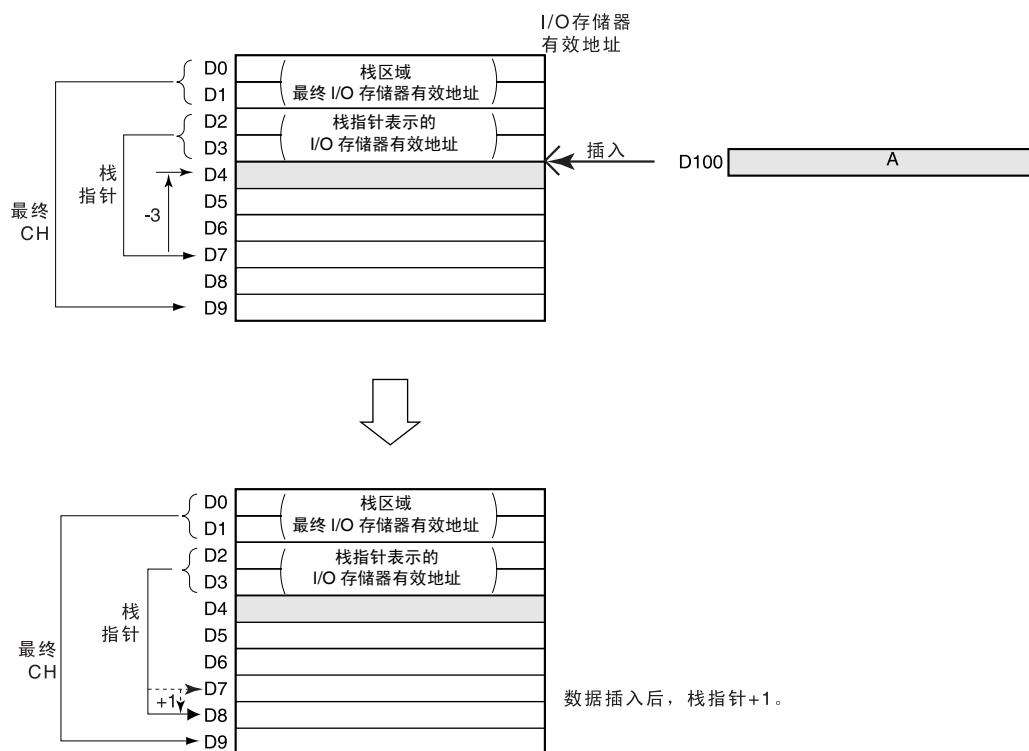 I/O存储器
有效地址
D0
D1
D2
D3
D4
D5
D6
D7
D8
D9
栈区域
最终 I/O 存储器有效地址
栈指针表示的
I/O 存储器有效地址
插入
D100
A
栈
指针
-3
最终
CH
D0
D1
D2
D3
D4
D5
D6
D7
D8
D9
栈区域
最终 I/O 存储器有效地址
栈指针表示的
I/O 存储器有效地址
栈
指针
+1
最终
CH
数据插入后，栈指针+1。